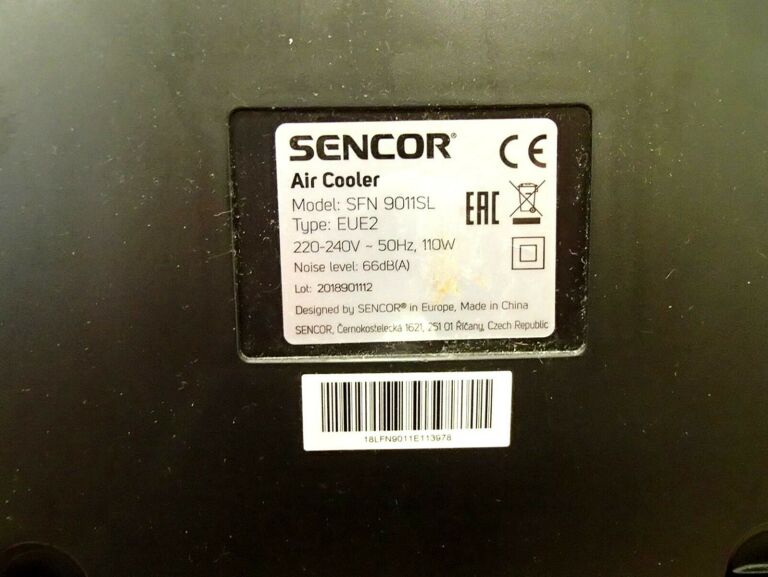 SENCOR®
CE
Air Cooler
Model: SFN 9011SL
EAC
Type: EUE2
220-240V ~ 50Hz, 110W
Noise level: 66dB(A)
Lot: 2018901112
Designed by SENCOR® in Europe, Made in China
SENCOR, Černokostelecká 1621, 251 01 Říčany, Czech Republic
18LFN9011E113978